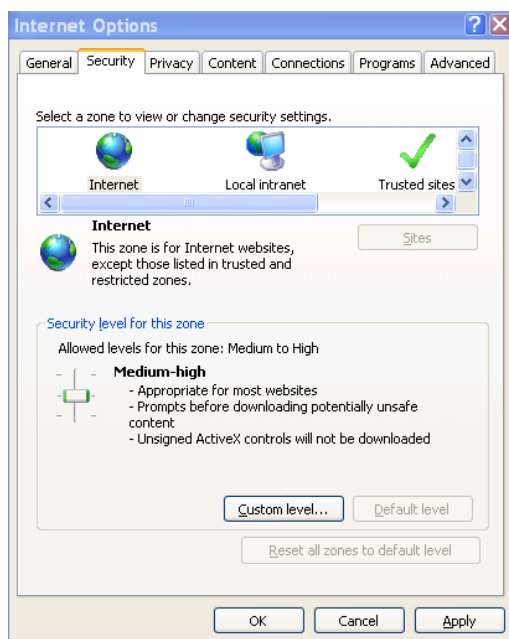 Internet Options
?
General Security Privacy Content Connections Programs Advanced
Select a zone to view or change security settings.
Internet Local intranet Trusted sites
Internet
Sites
This zone is for Internet websites,
except those listed in trusted and
restricted zones.
Security level for this zone
Allowed levels for this zone: Medium to High
Medium-high
- Appropriate for most websites
- Prompts before downloading potentially unsafe
content
- Unsigned ActiveX controls will not be downloaded
Custom level... Default level
Reset all zones to default level
OK Cancel Apply